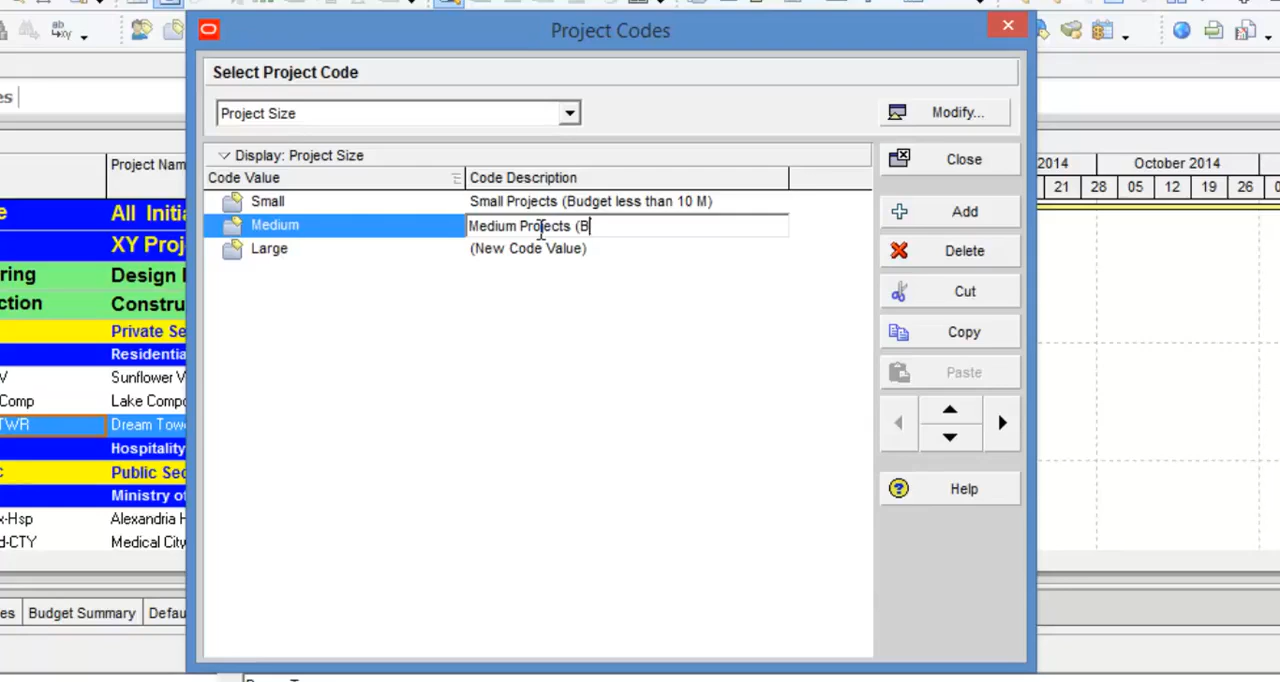 Project Codes
Select Project Code
es
Project Size
Modify...
Display: Project Size
Close
Project Nam
2014
October 2014
Code Value
Code Description
21 28 05 12 19 26
Small
Small Projects (Budget less than 10 M)
Add
e
All Initia
Medium
Medium Projects (B
XY Proj
Large
(New Code Value)
Delete
ring
Design
Cut
ction
Constru
Private Se
Copy
Residentia
V
Sunflower V
Paste
Comp
Lake Compo
TWR
Dream Tow
Hospitality
c
Public Sec
Help
Ministry of
x-Hsp
Alexandria H
d-CTY
Medical City
es
Budget Summary
Defau